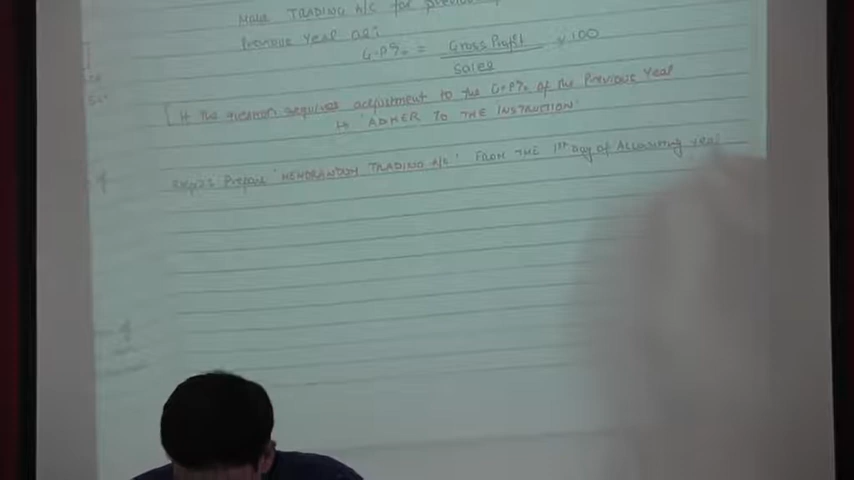 Make TRADING A/c for previous
Previous Year as:
G.P% = Gross Profit / Sales × 100
[If the question requires adjustment to the G.P% of the Previous Year
↳ 'ADHER TO THE INSTRUCTION'
Step 2: Prepare 'MEMORANDUM TRADING A/c' FROM THE 1st Day of Accounting year